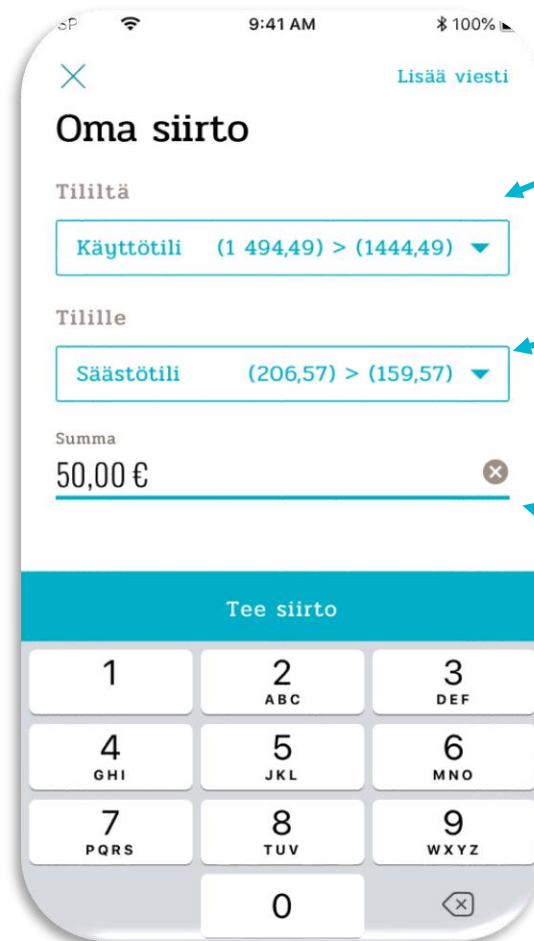 SP 9:41 AM 100%
Lisää viesti
Oma siirto
Tililtä
Käyttötili (1 494,49) > (1444,49)
Tilille
Säästötili (206,57) > (159,57)
Summa
50,00 €
Tee siirto
1 2 3
ABC DEF
4 5 6
GHI JKL MNO
7 8 9
PQRS TUV WXYZ
0